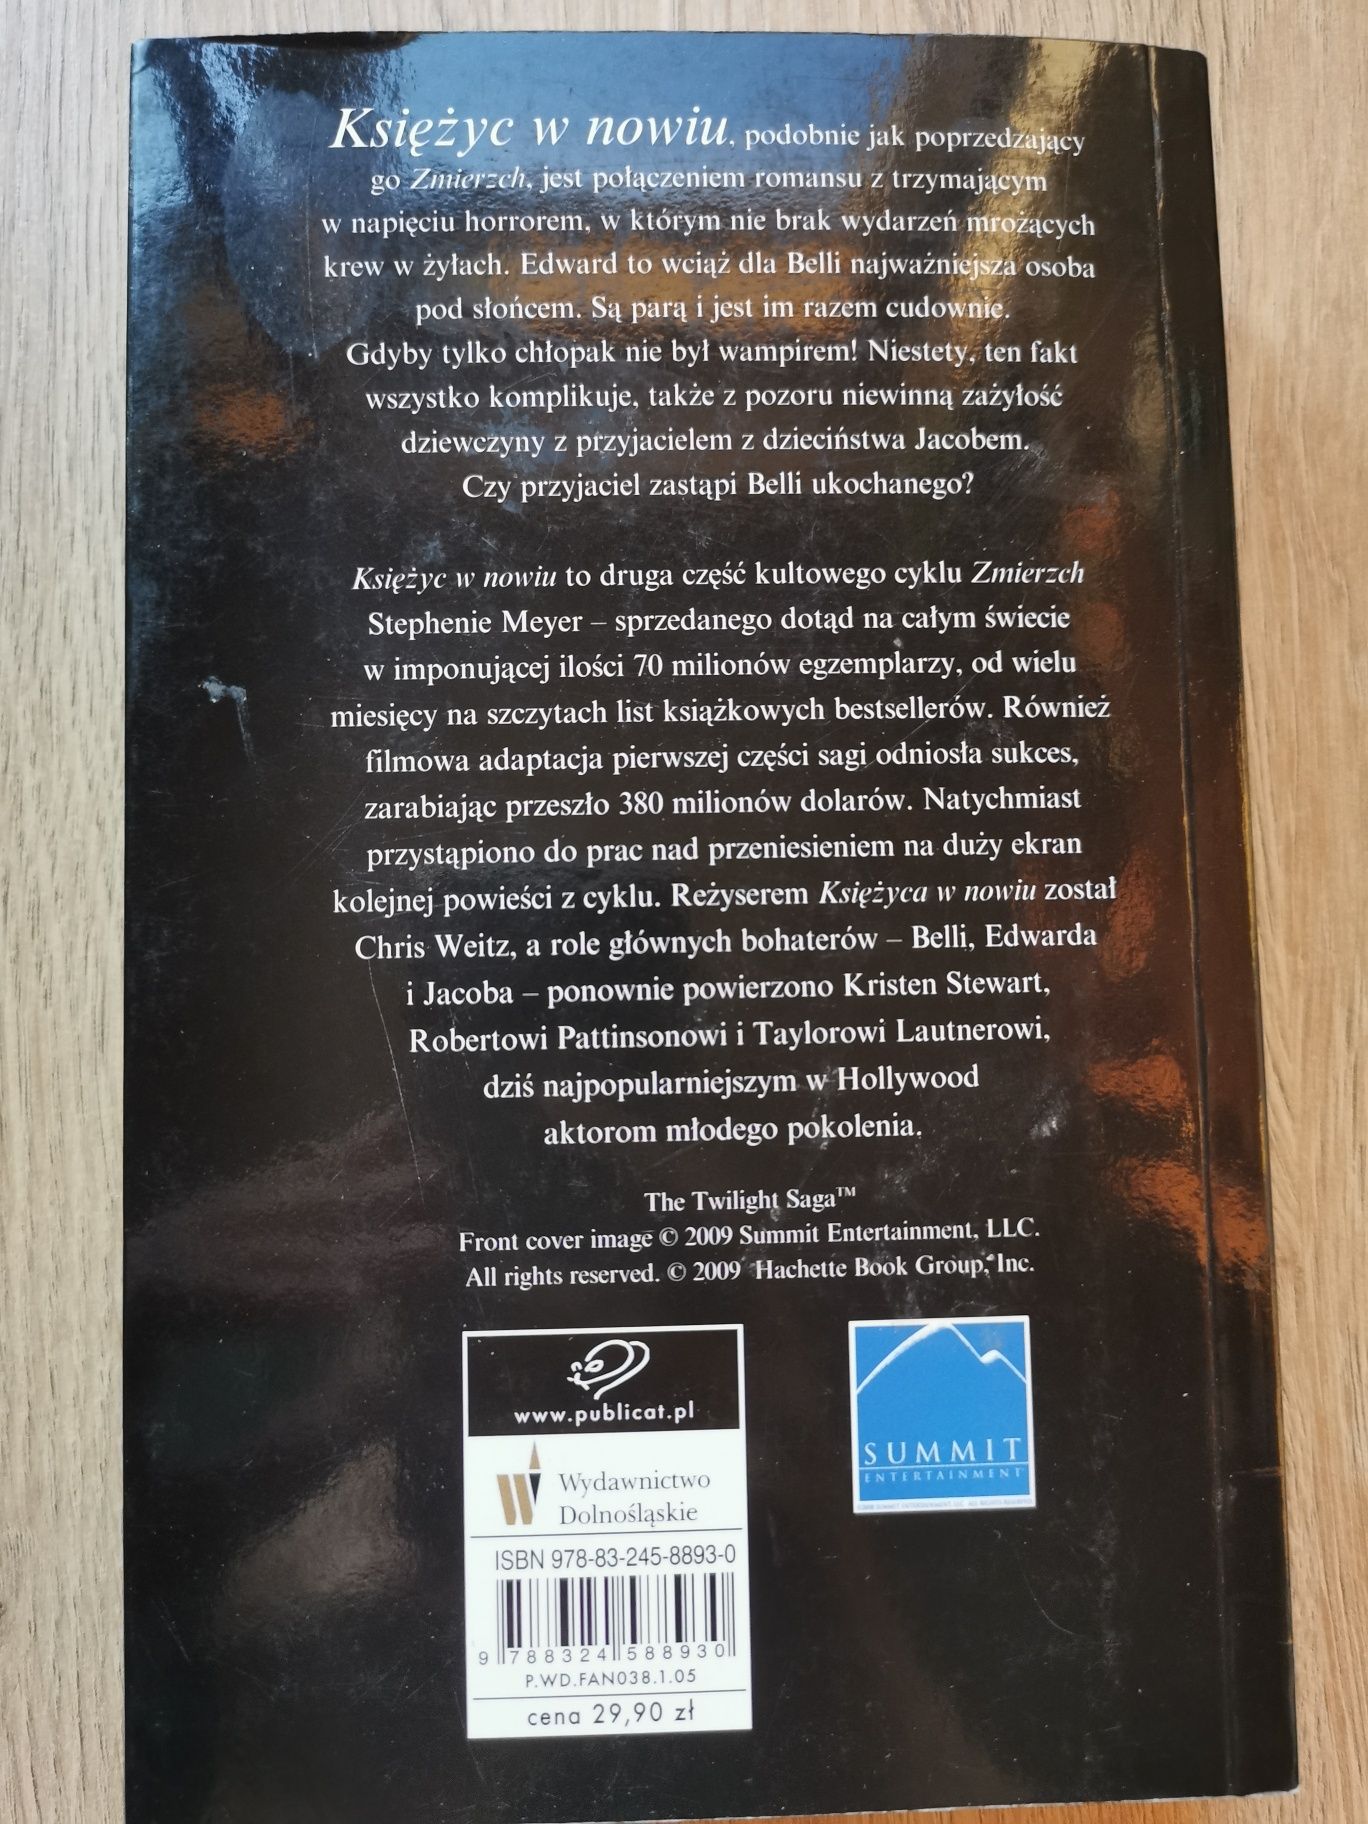 Księżyc w nowiu, podobnie jak poprzedzający
go Zmierzch, jest połączeniem romansu z trzymającym
w napięciu horrorem, w którym nie brak wydarzeń mrożących
krew w żyłach. Edward to wciąż dla Belli najważniejsza osoba
pod słońcem. Są parą i jest im razem cudownie.
Gdyby tylko chłopak nie był wampirem! Niestety, ten fakt
wszystko komplikuje, także z pozoru niewinną zażyłość
dziewczyny z przyjacielem z dzieciństwa Jacobem.
Czy przyjaciel zastąpi Belli ukochanego?
Księżyc w nowiu to druga część kultowego cyklu Zmierzch
Stephenie Meyer – sprzedanego dotąd na całym świecie
w imponującej ilości 70 milionów egzemplarzy, od wielu
miesięcy na szczytach list książkowych bestsellerów. Również
filmowa adaptacja pierwszej części sagi odniosła sukces,
zarabiając przeszło 380 milionów dolarów. Natychmiast
przystąpiono do prac nad przeniesieniem na duży ekran
kolejnej powieści z cyklu. Reżyserem Księżyca w nowiu został
Chris Weitz, a role głównych bohaterów – Belli, Edwarda
i Jacoba – ponownie powierzono Kristen Stewart,
Robertowi Pattinsonowi i Taylorowi Lautnerowi,
dziś najpopularniejszym w Hollywood
aktorom młodego pokolenia.
The Twilight Saga™
Front cover image © 2009 Summit Entertainment, LLC.
All rights reserved. © 2009 Hachette Book Group, Inc.
www.publicat.pl
Wydawnictwo
Dolnośląskie
ISBN 978-83-245-8893-0
9 788324 588930
P.WD.FAN038.1.05
cena 29,90 zł
SUMMIT
ENTERTAINMENT